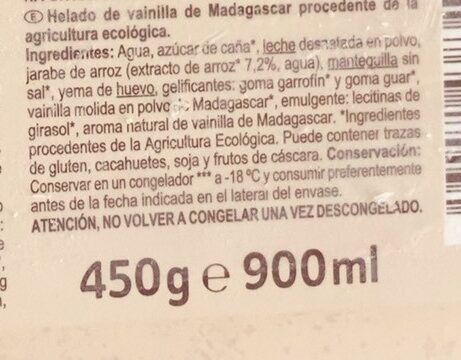 Ⓔ Helado de vainilla de Madagascar procedente de la
agricultura ecológica.
Ingredientes: Agua, azúcar de caña*, leche desnatada en polvo,
jarabe de arroz (extracto de arroz* 7,2%, agua), mantequilla sin
sal*, yema de huevo, gelificantes: goma garrofín* y goma guar*,
vainilla molida en polvo de Madagascar*, emulgente: lecitinas de
girasol*, aroma natural de vainilla de Madagascar. *Ingredientes
procedentes de la Agricultura Ecológica. Puede contener trazas
de gluten, cacahuetes, soja y frutos de cáscara. Conservación:
Conservar en un congelador *** a -18 ºC y consumir preferentemente
antes de la fecha indicada en el lateral del envase.
ATENCIÓN, NO VOLVER A CONGELAR UNA VEZ DESCONGELADO.
450g e 900ml